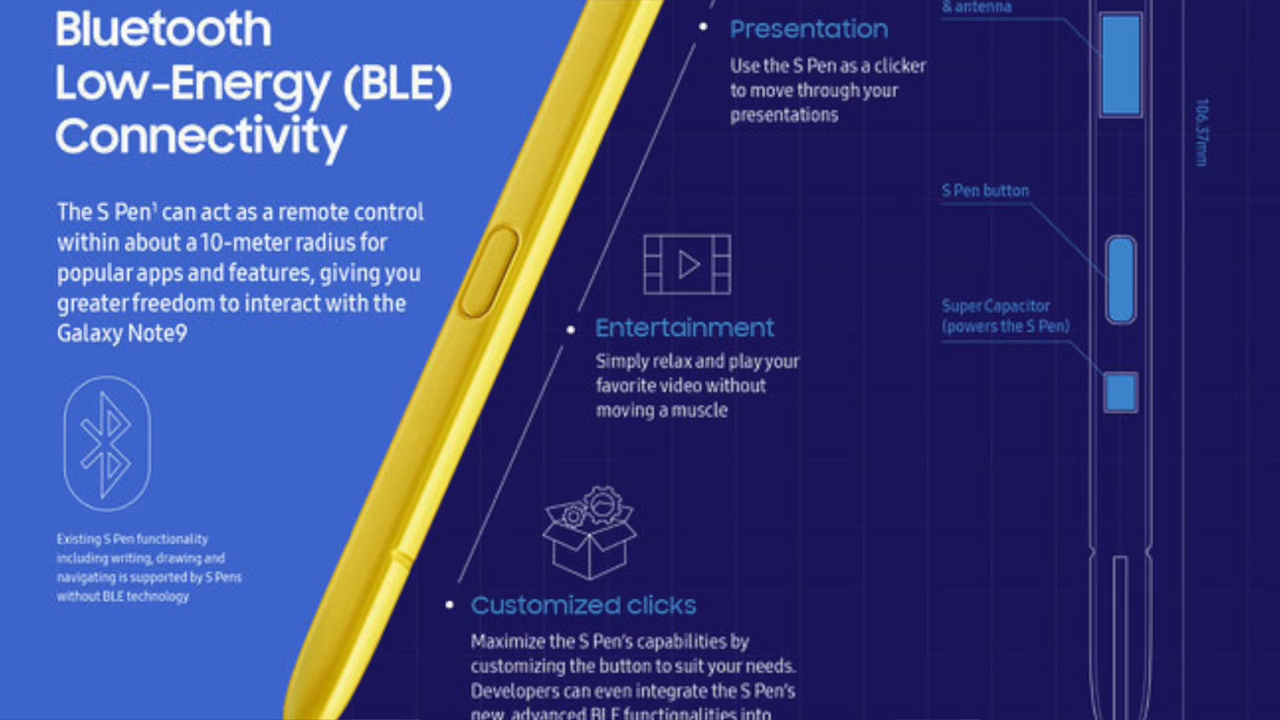 Bluetooth
Low-Energy (BLE)
Connectivity
The S Pen¹ can act as a remote control
within about a 10-meter radius for
popular apps and features, giving you
greater freedom to interact with the
Galaxy Note9
Existing S Pen functionality
including writing, drawing and
navigating is supported by S Pens
without BLE technology
Presentation
Use the S Pen as a clicker
to move through your
presentations
Entertainment
Simply relax and play your
favorite video without
moving a muscle
Customized clicks
Maximize the S Pen's capabilities by
customizing the button to suit your needs.
Developers can even integrate the S Pen's
new, advanced BLE functionalities into
& antenna
S Pen button
Super Capacitor
(powers the S Pen)
106.37mm